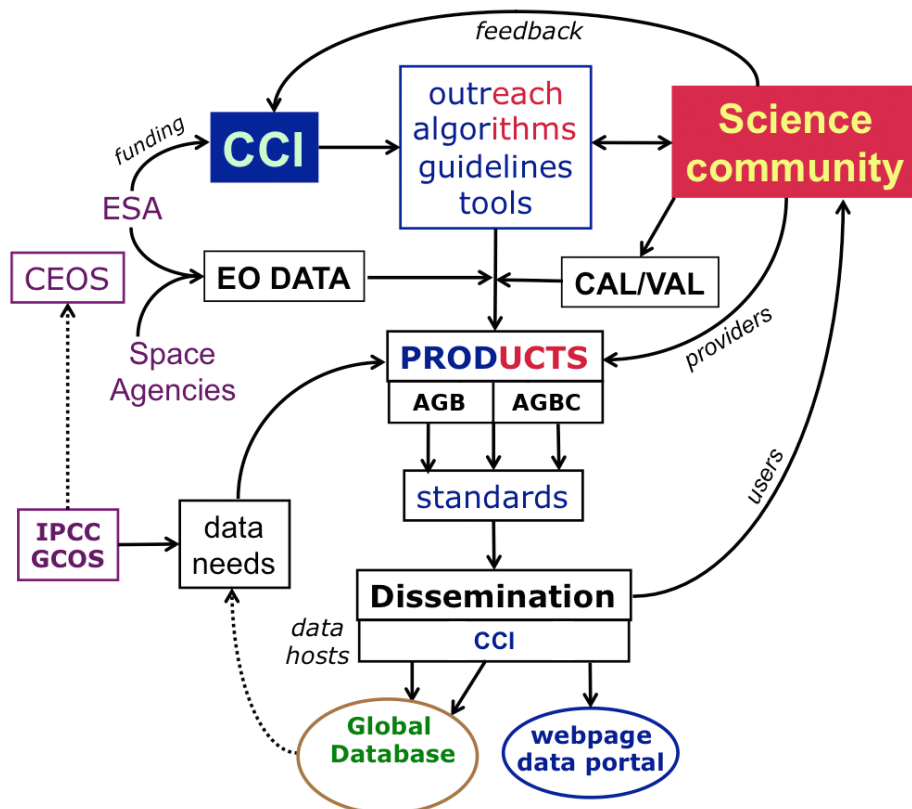 feedback
funding
CCI
outreach
algorithms
guidelines
tools
Science
community
ESA
CEOS
EO DATA
CAL/VAL
Space
Agencies
PRODUCTS
providers
AGB
AGBC
standards
users
IPCC
GCOS
data
needs
Dissemination
data
hosts
CCI
Global
Database
webpage
data portal